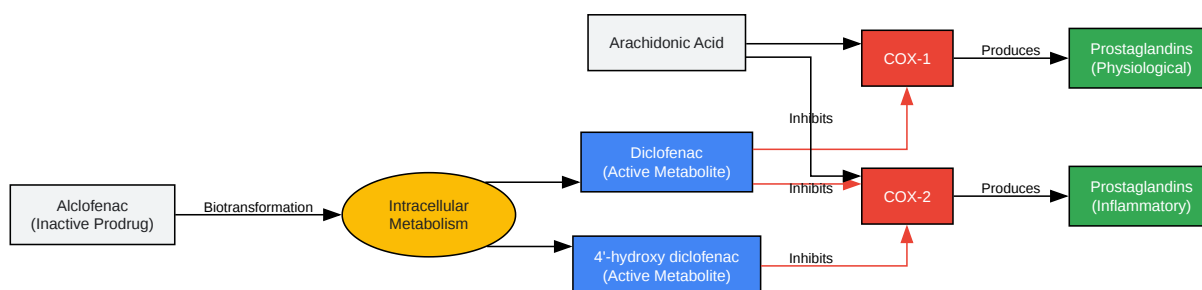 Arachidonic Acid
COX-1
Produces
Prostaglandins
(Physiological)
Inhibits
Diclofenac
(Active Metabolite)
Inhibits
COX-2
Produces
Prostaglandins
(Inflammatory)
Alclofenac
(Inactive Prodrug)
Biotransformation
Intracellular
Metabolism
4'-hydroxy diclofenac
(Active Metabolite)
Inhibits